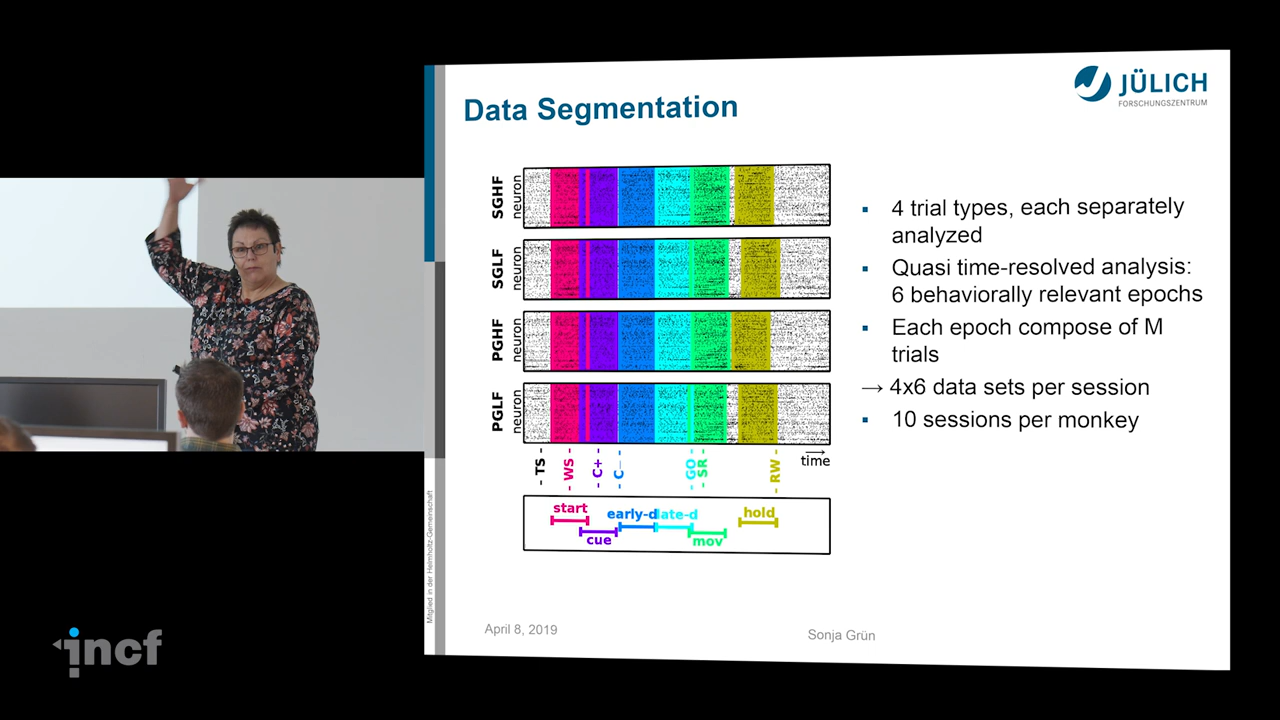 JÜLICH
FORSCHUNGSZENTRUM
Data Segmentation
SGHF
neuron
SGLF
neuron
PGHF
neuron
PGLF
neuron
TS
WS
C+
C
GO
SR
RW
time
start
cue
early-d
late-d
mov
hold
▪ 4 trial types, each separately
analyzed
▪ Quasi time-resolved analysis:
6 behaviorally relevant epochs
▪ Each epoch compose of M
trials
→ 4x6 data sets per session
▪ 10 sessions per monkey
Mitglied in der Helmholtz-Gemeinschaft
April 8, 2019
Sonja Grün
incf